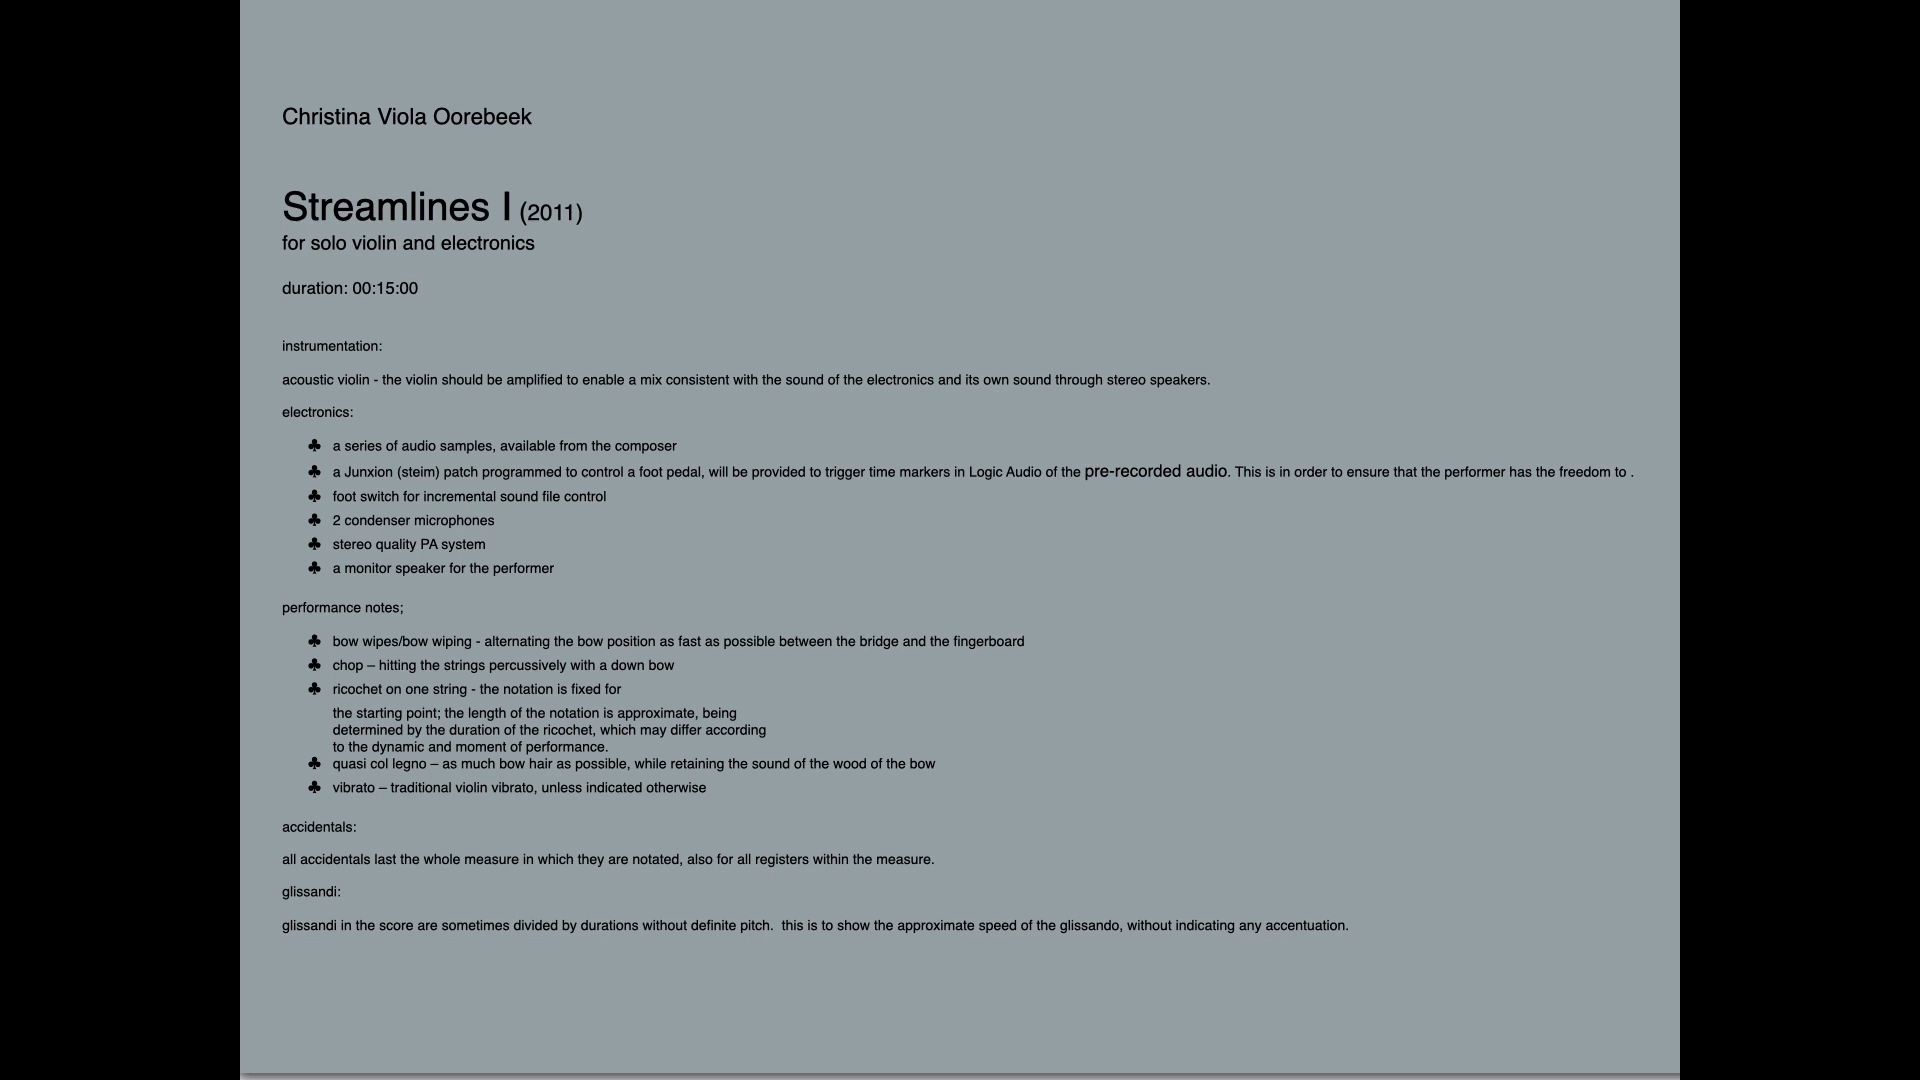 Christina Viola Oorebeek
Streamlines I (2011)
for solo violin and electronics
duration: 00:15:00
instrumentation:
acoustic violin - the violin should be amplified to enable a mix consistent with the sound of the electronics and its own sound through stereo speakers.
electronics:
♣ a series of audio samples, available from the composer
♣ a Junxion (steim) patch programmed to control a foot pedal, will be provided to trigger time markers in Logic Audio of the pre-recorded audio. This is in order to ensure that the performer has the freedom to .
♣ foot switch for incremental sound file control
♣ 2 condenser microphones
♣ stereo quality PA system
♣ a monitor speaker for the performer
performance notes;
♣ bow wipes/bow wiping - alternating the bow position as fast as possible between the bridge and the fingerboard
♣ chop – hitting the strings percussively with a down bow
♣ ricochet on one string - the notation is fixed for
the starting point; the length of the notation is approximate, being
determined by the duration of the ricochet, which may differ according
to the dynamic and moment of performance.
♣ quasi col legno – as much bow hair as possible, while retaining the sound of the wood of the bow
♣ vibrato – traditional violin vibrato, unless indicated otherwise
accidentals:
all accidentals last the whole measure in which they are notated, also for all registers within the measure.
glissandi:
glissandi in the score are sometimes divided by durations without definite pitch.  this is to show the approximate speed of the glissando, without indicating any accentuation.